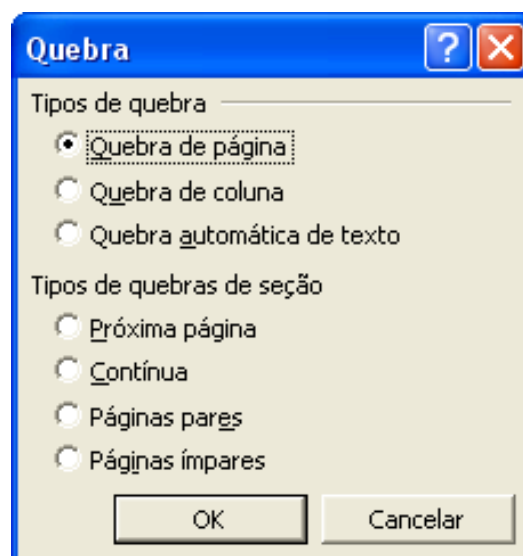 Quebra
Tipos de quebra
Quebra de página
Quebra de coluna
Quebra automática de texto
Tipos de quebras de seção
Próxima página
Contínua
Páginas pares
Páginas ímpares
OK Cancelar